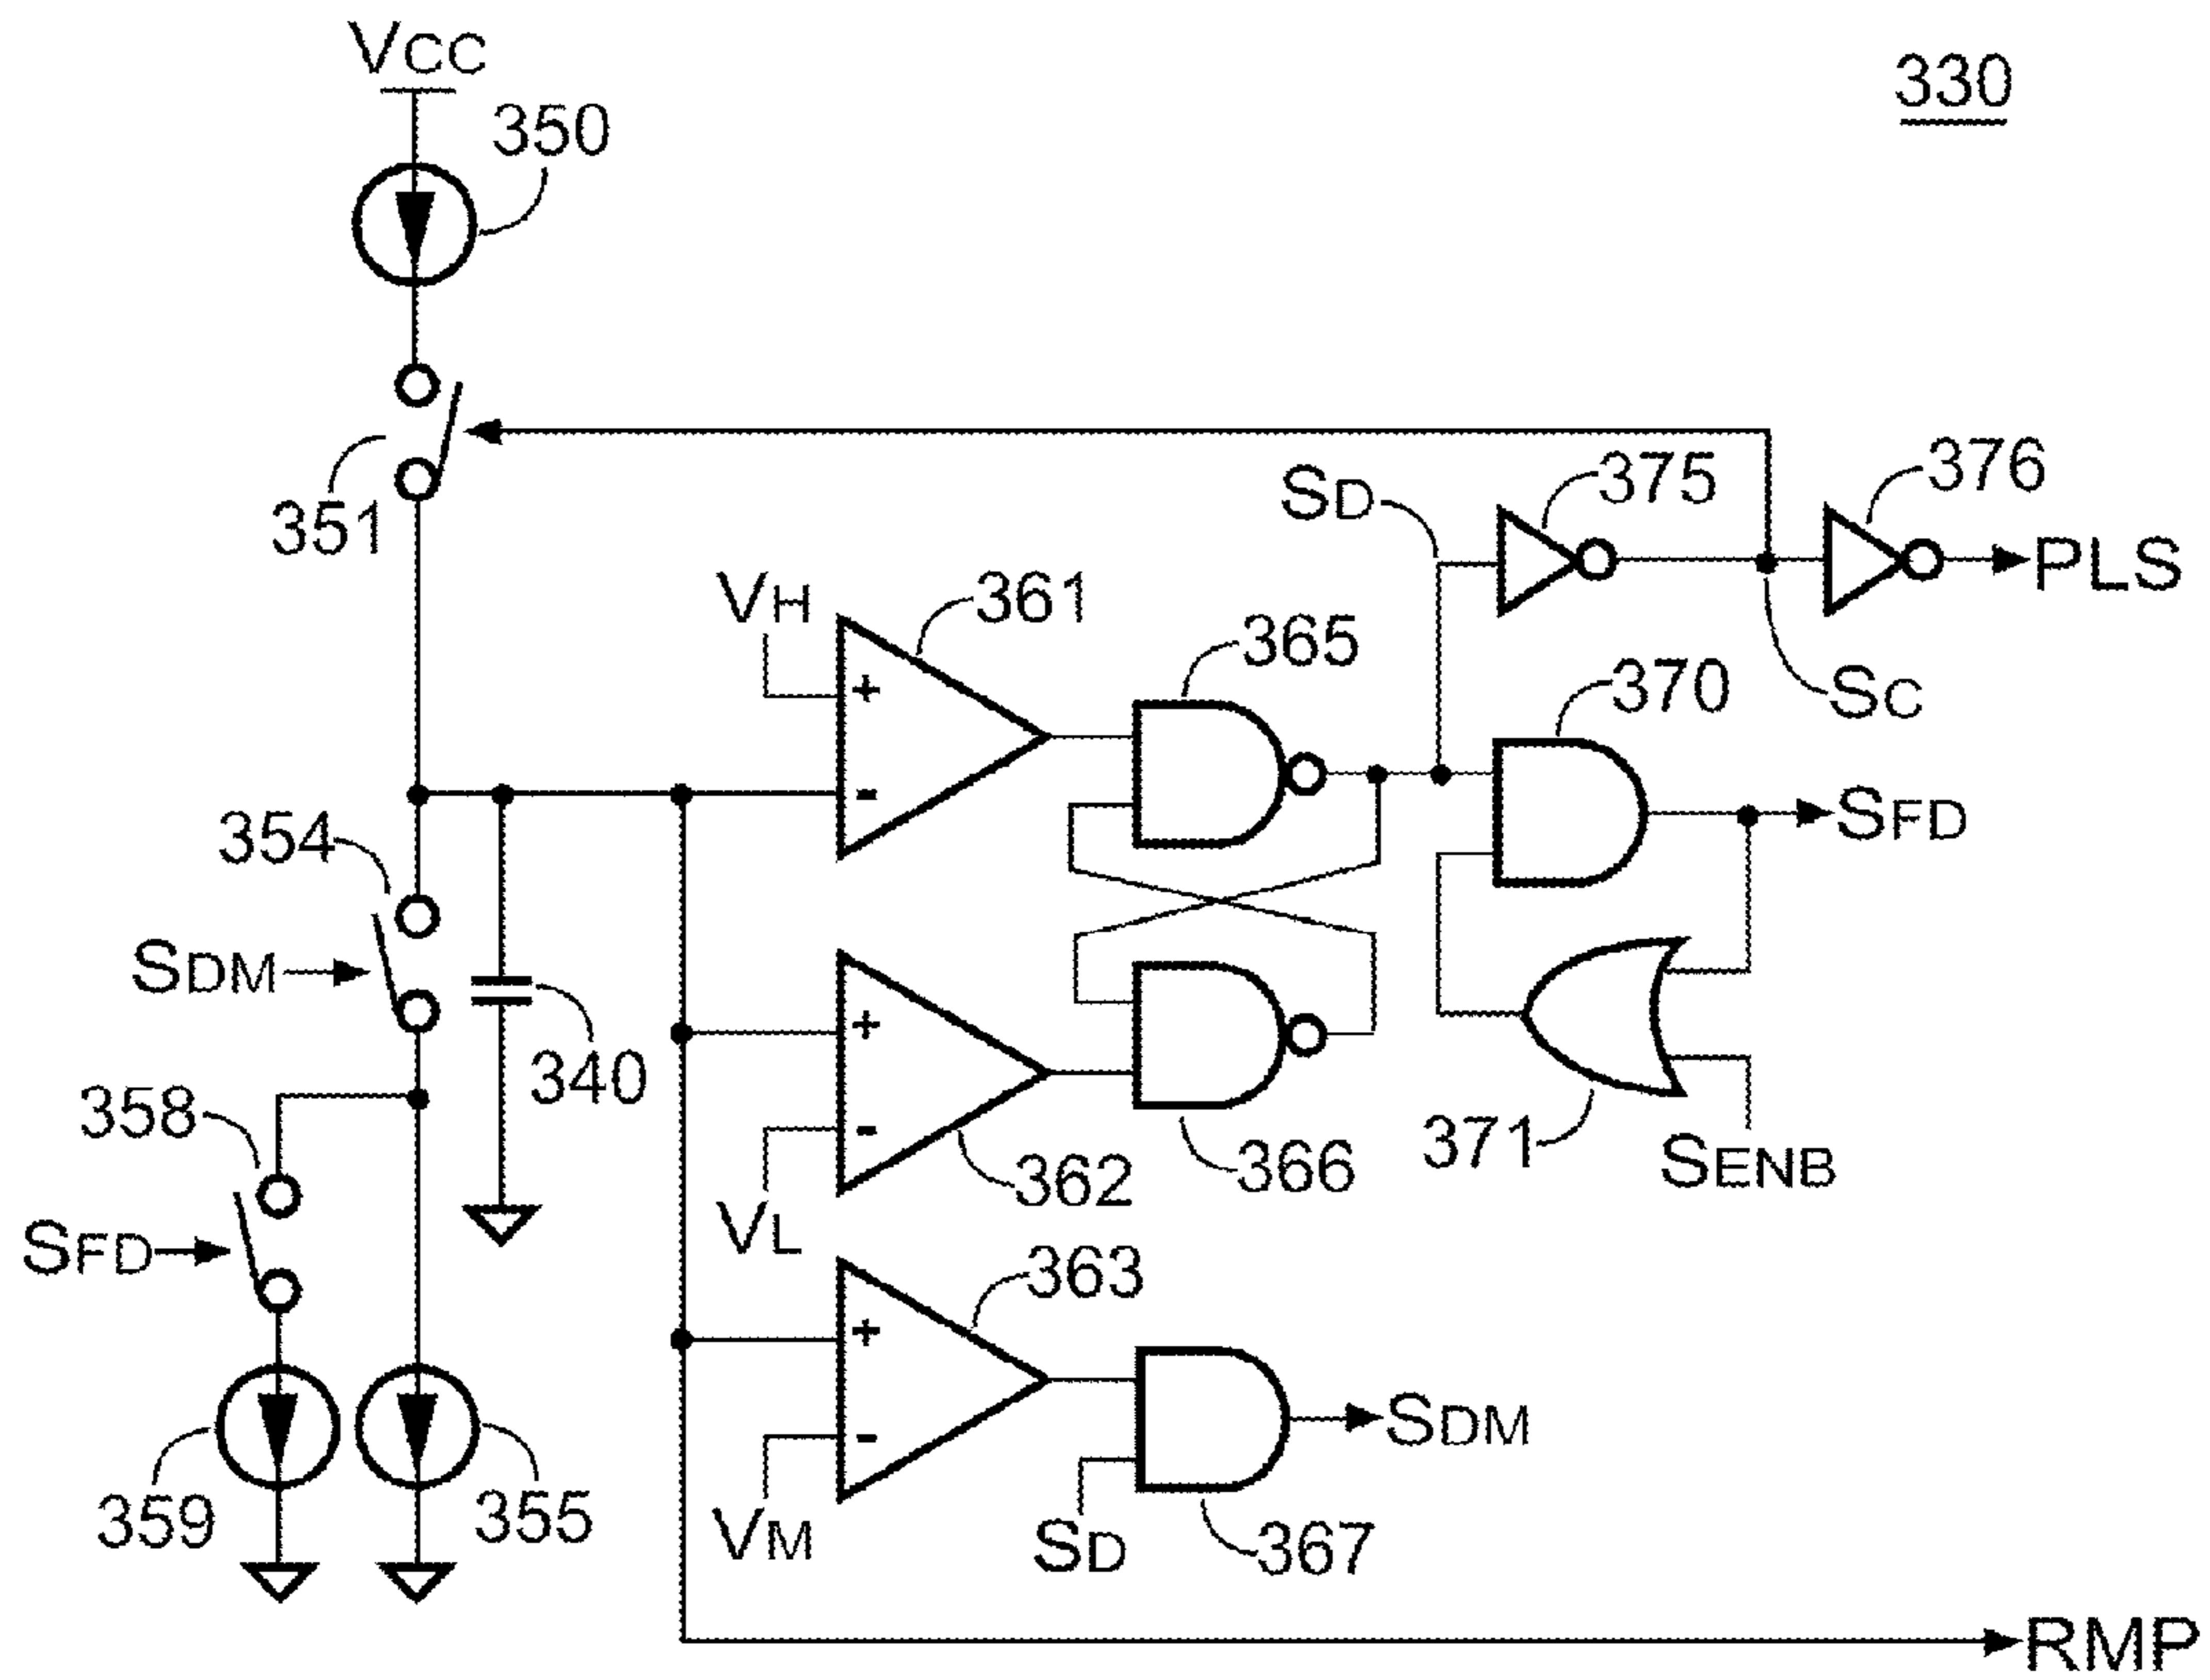 VCC
330
350
351
SD
375
376
PLS
VH
361
365
370
SC
354
SFD
SDM
340
358
371
SENB
366
362
VL
SFD
363
SDM
359
355
VM
SD
367
RMP